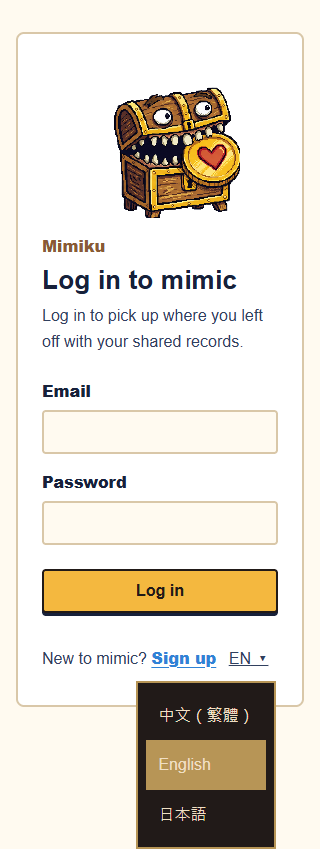 Mimiku
Log in to mimic
Log in to pick up where you left
off with your shared records.
Email
Password
Log in
New to mimic? Sign up EN ▾
中文（繁體）
English
日本語